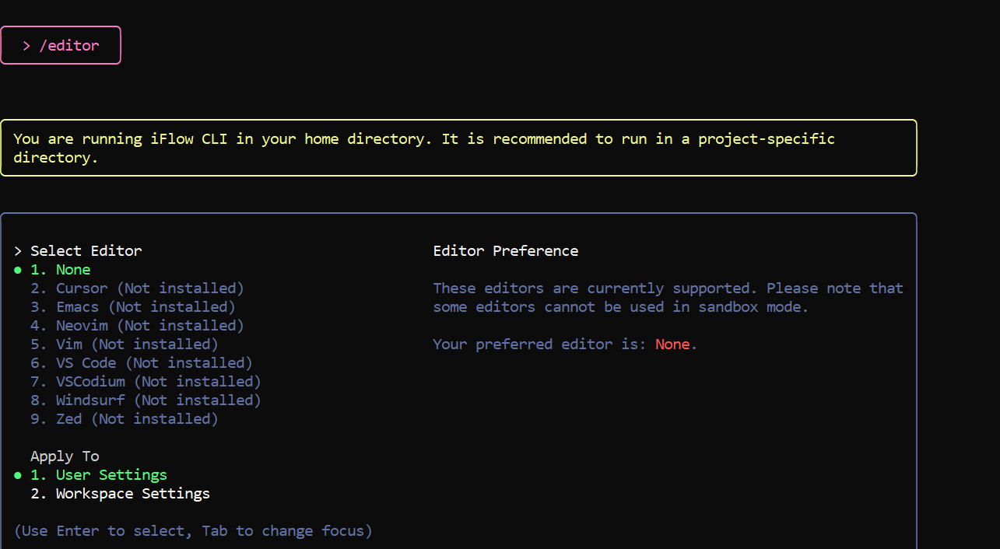 > /editor
You are running iFlow CLI in your home directory. It is recommended to run in a project-specific
directory.
> Select Editor
● 1. None
2. Cursor (Not installed)
3. Emacs (Not installed)
4. Neovim (Not installed)
5. Vim (Not installed)
6. VS Code (Not installed)
7. VSCodium (Not installed)
8. Windsurf (Not installed)
9. Zed (Not installed)
Apply To
● 1. User Settings
2. Workspace Settings
(Use Enter to select, Tab to change focus)
Editor Preference
These editors are currently supported. Please note that
some editors cannot be used in sandbox mode.
Your preferred editor is: None.